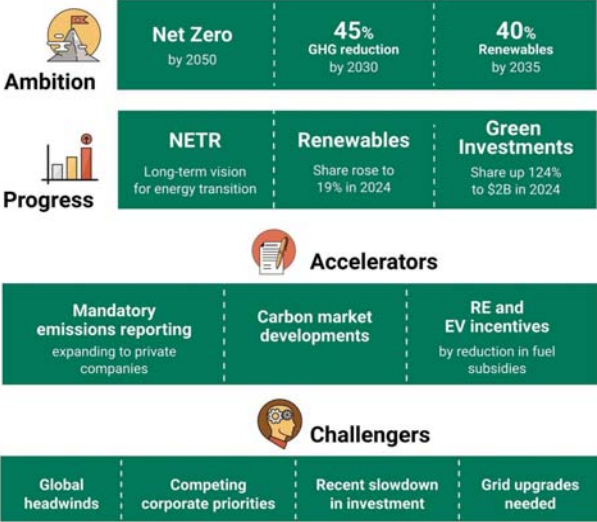 Ambition
Net Zero
by 2050
45%
GHG reduction
by 2030
40%
Renewables
by 2035
Progress
NETR
Long-term vision
for energy transition
Renewables
Share rose to
19% in 2024
Green
Investments
Share up 124%
to $2B in 2024
Accelerators
Mandatory
emissions reporting
expanding to private
companies
Carbon market
developments
RE and
EV incentives
by reduction in fuel
subsidies
Challengers
Global
headwinds
Competing
corporate priorities
Recent slowdown
in investment
Grid upgrades
needed